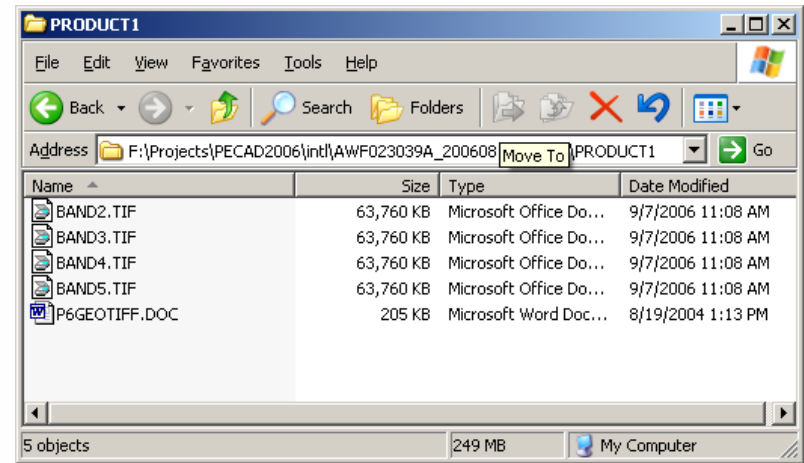 PRODUCT1
File Edit View Favorites Tools Help
Back Search Folders
Address F:\Projects\PECAD2006\intl\AWF023039A_200608 Move To \PRODUCT1 Go
Name Size Type Date Modified
BAND2.TIF 63,760 KB Microsoft Office Do... 9/7/2006 11:08 AM
BAND3.TIF 63,760 KB Microsoft Office Do... 9/7/2006 11:08 AM
BAND4.TIF 63,760 KB Microsoft Office Do... 9/7/2006 11:08 AM
BAND5.TIF 63,760 KB Microsoft Office Do... 9/7/2006 11:08 AM
P6GEOTIFF.DOC 205 KB Microsoft Word Doc... 8/19/2004 1:13 PM
5 objects 249 MB My Computer